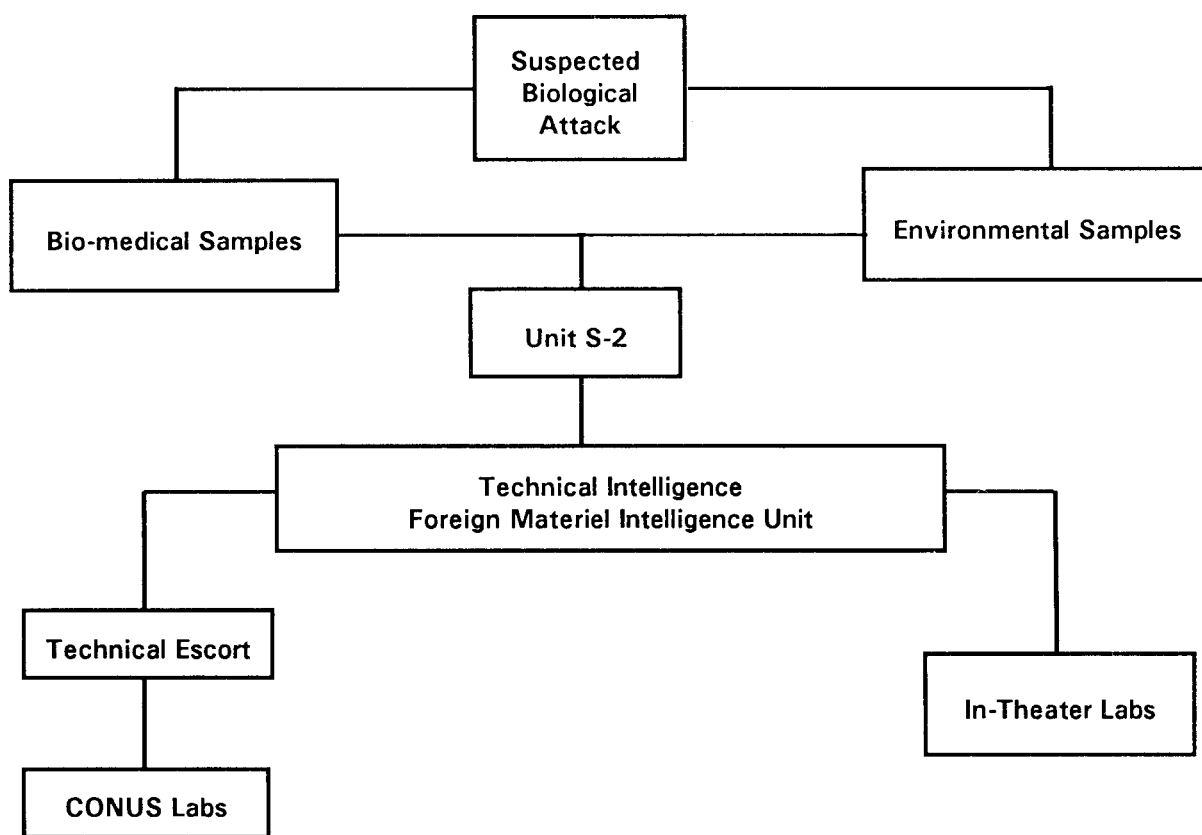 Suspected
Biological
Attack
Bio-medical Samples
Environmental Samples
Unit S-2
Technical Intelligence
Foreign Materiel Intelligence Unit
Technical Escort
In-Theater Labs
CONUS Labs